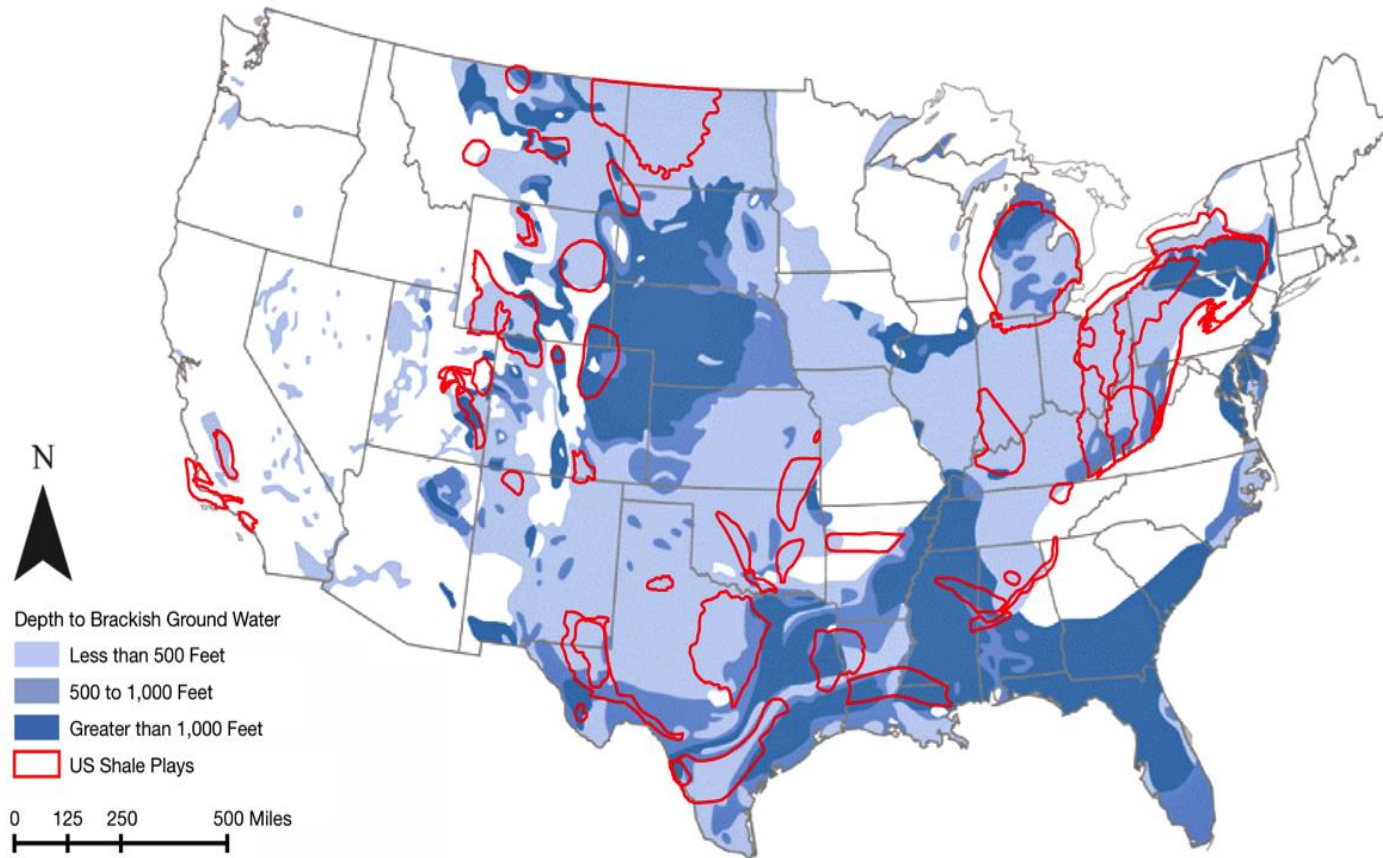 N
Depth to Brackish Ground Water
Less than 500 Feet
500 to 1,000 Feet
Greater than 1,000 Feet
US Shale Plays
0 125 250 500 Miles